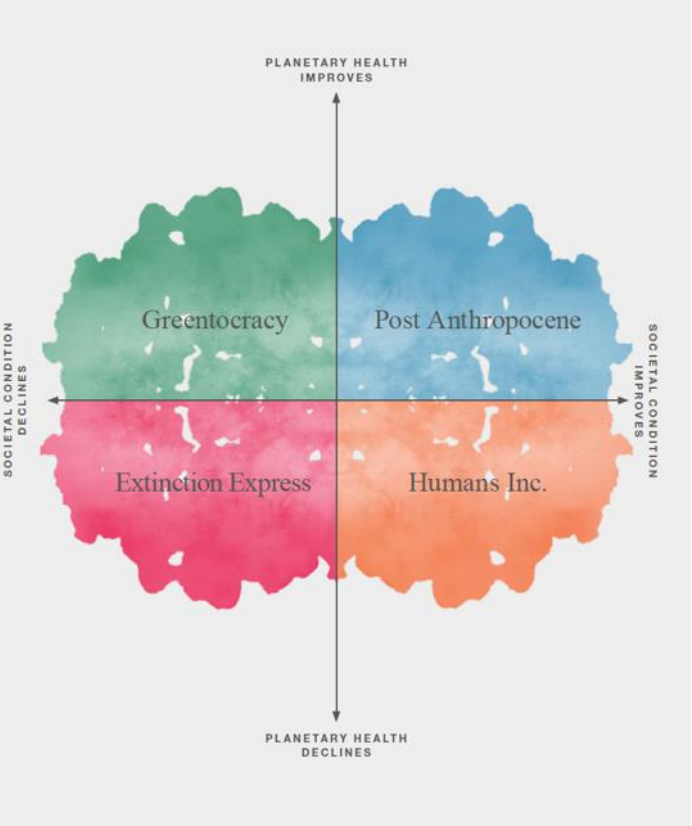 PLANETARY HEALTH
IMPROVES
Greentocracy
Post Anthropocene
SOCIETAL CONDITION
DECLINES
SOCIETAL CONDITION
IMPROVES
Extinction Express
Humans Inc.
PLANETARY HEALTH
DECLINES